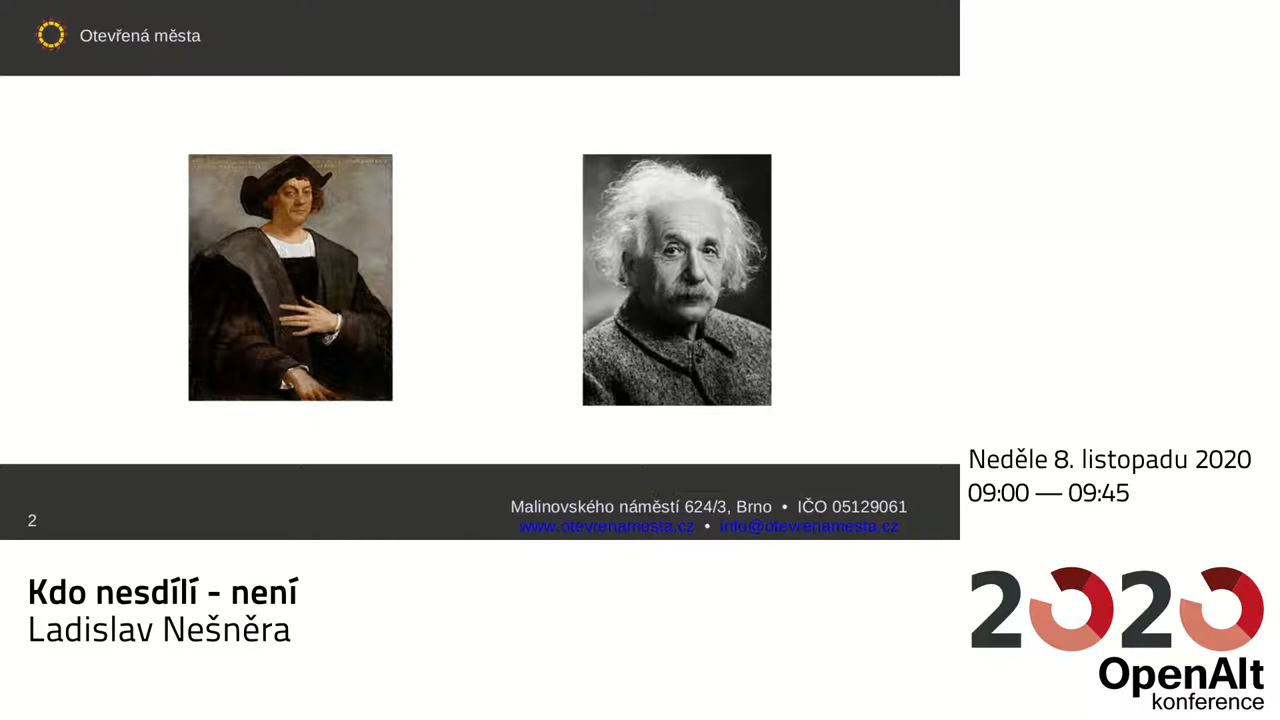 Otevřená města
2
Malinovského náměstí 624/3, Brno • IČO 05129061
www.otevrenamesta.cz • info@otewrenamesta.cz
Neděle 8. listopadu 2020
09:00 — 09:45
Kdo nesdílí - není
Ladislav Nešněra
2020
OpenAlt
konference